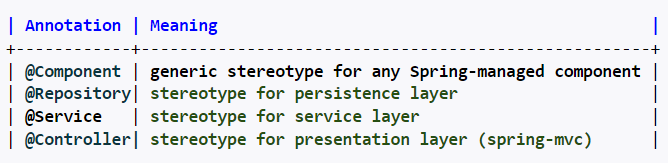 | Annotation | Meaning                                             |
+------------+-----------------------------------------------------+
| @Component | generic stereotype for any Spring-managed component |
| @Repository| stereotype for persistence layer                    |
| @Service   | stereotype for service layer                        |
| @Controller| stereotype for presentation layer (spring-mvc)      |